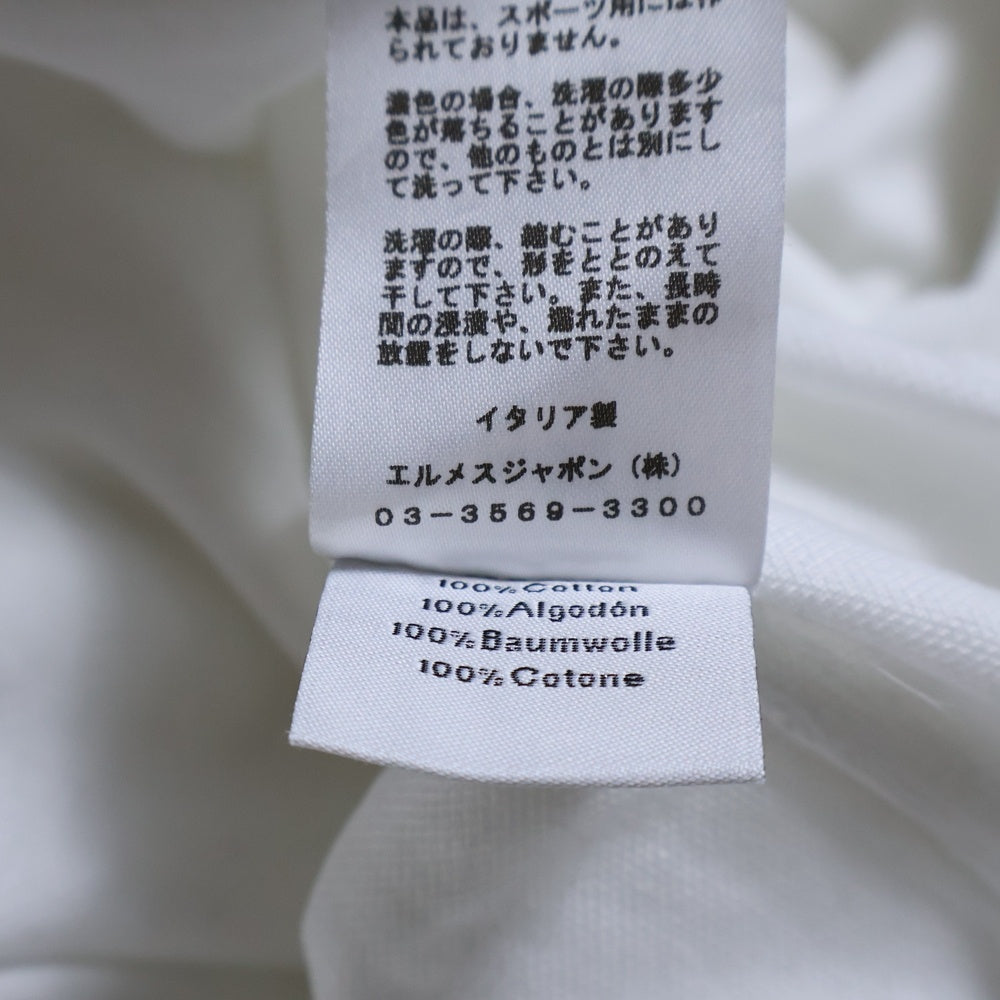 本品は、スポーツ用には作
られておりません。
濃色の場合、洗濯の際多少
色が落ちることがあります
ので、他のものとは別にし
て洗って下さい。
洗濯の際、縮むことがあり
ますので、形をととのえて
干して下さい。また、長時
間の浸漬や、濡れたままの
放置をしないで下さい。
イタリア製
エルメスジャポン（株）
03-3569-3300
100%Cotton
100%Algodón
100%Baumwolle
100%Cotone